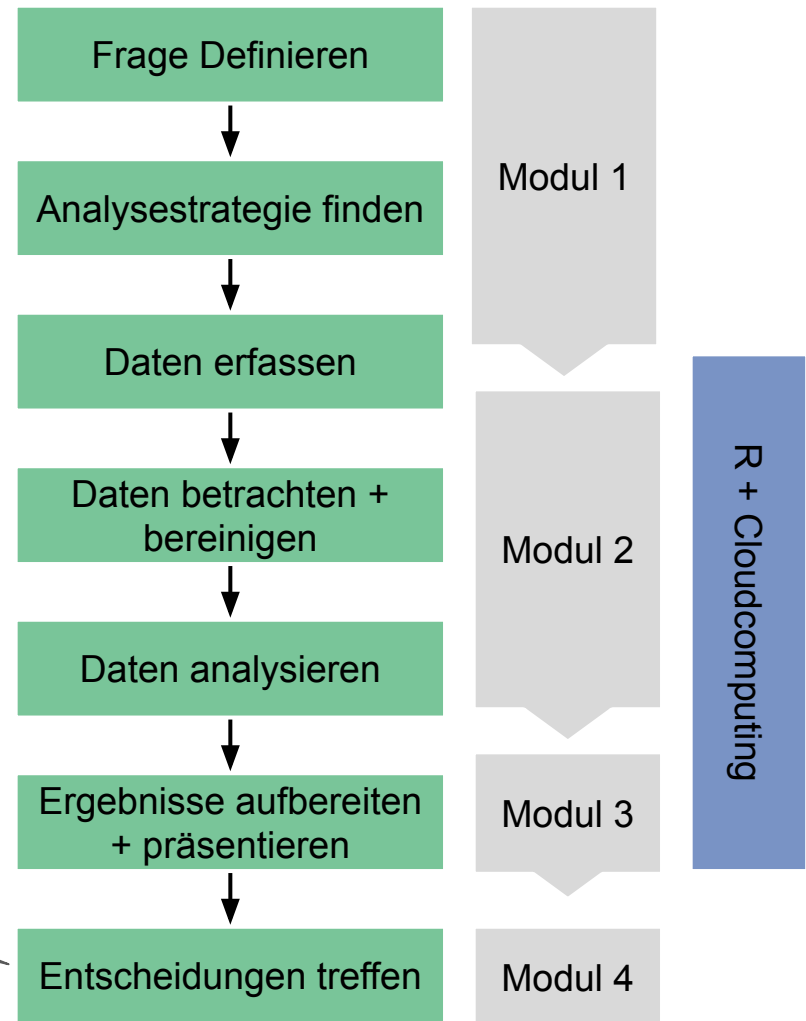 Frage Definieren
Analysestrategie finden
Daten erfassen
Daten betrachten +
bereinigen
Daten analysieren
Ergebnisse aufbereiten
+ präsentieren
Entscheidungen treffen
Modul 1
Modul 2
Modul 3
Modul 4
R + Cloudcomputing